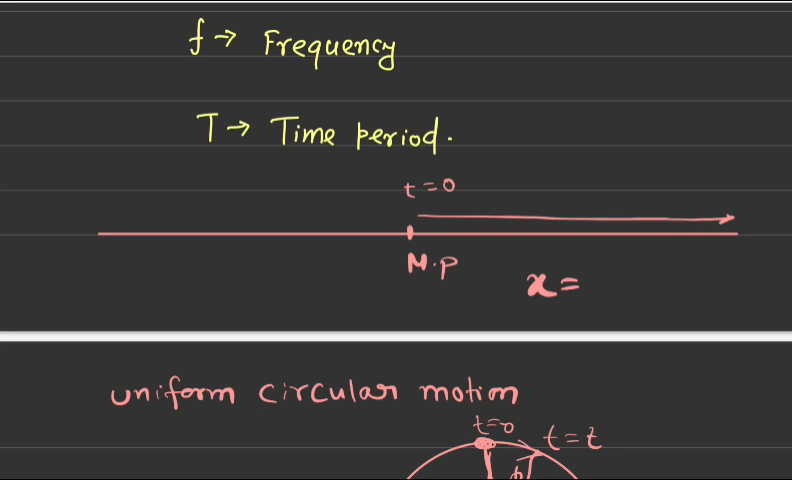 f → Frequency
T → Time period.
t=0
M.P
x=
uniform circular motion
t=0
t=t